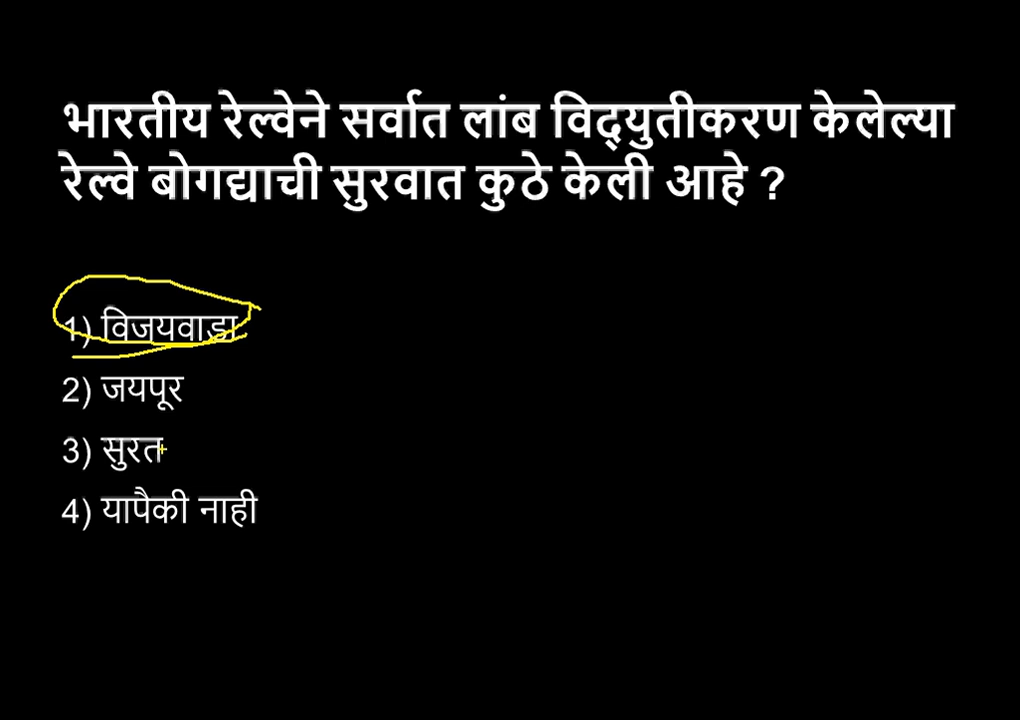 भारतीय रेल्वेने सर्वात लांब विद्‌युतीकरण केलेल्या
रेल्वे बोगद्याची सुरवात कुठे केली आहे ?
1) विजयवाडा
2) जयपूर
3) सुरत
4) यापैकी नाही